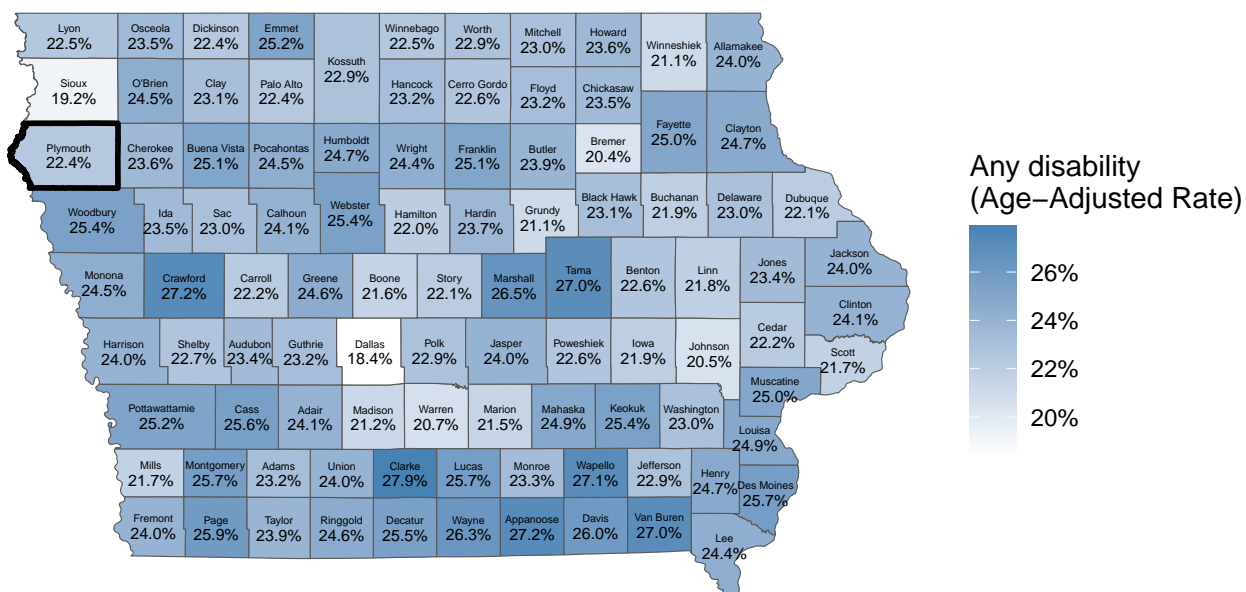 Lyon
22.5%
Osceola
23.5%
Dickinson
22.4%
Emmet
25.2%
Kossuth
22.9%
Winnebago
22.5%
Worth
22.9%
Mitchell
23.0%
Howard
23.6%
Winneshiek
21.1%
Allamakee
24.0%
Sioux
19.2%
O'Brien
24.5%
Clay
23.1%
Palo Alto
22.4%
Hancock
23.2%
Cerro Gordo
22.6%
Floyd
23.2%
Chickasaw
23.5%
Fayette
25.0%
Clayton
24.7%
Plymouth
22.4%
Cherokee
23.6%
Buena Vista
25.1%
Pocahontas
24.5%
Humboldt
24.7%
Wright
24.4%
Franklin
25.1%
Butler
23.9%
Bremer
20.4%
Woodbury
25.4%
Ida
23.5%
Sac
23.0%
Calhoun
24.1%
Webster
25.4%
Hamilton
22.0%
Hardin
23.7%
Grundy
21.1%
Black Hawk
23.1%
Buchanan
21.9%
Delaware
23.0%
Dubuque
22.1%
Monona
24.5%
Crawford
27.2%
Carroll
22.2%
Greene
24.6%
Boone
21.6%
Story
22.1%
Marshall
26.5%
Tama
27.0%
Benton
22.6%
Linn
21.8%
Jones
23.4%
Jackson
24.0%
Clinton
24.1%
Harrison
24.0%
Shelby
22.7%
Audubon
23.4%
Guthrie
23.2%
Dallas
18.4%
Polk
22.9%
Jasper
24.0%
Poweshiek
22.6%
Iowa
21.9%
Johnson
20.5%
Cedar
22.2%
Scott
21.7%
Muscatine
25.0%
Pottawattamie
25.2%
Cass
25.6%
Adair
24.1%
Madison
21.2%
Warren
20.7%
Marion
21.5%
Mahaska
24.9%
Keokuk
25.4%
Washington
23.0%
Louisa
24.9%
Mills
21.7%
Montgomery
25.7%
Adams
23.2%
Union
24.0%
Clarke
27.9%
Lucas
25.7%
Monroe
23.3%
Wapello
27.1%
Jefferson
22.9%
Henry
24.7%
Des Moines
25.7%
Fremont
24.0%
Page
25.9%
Taylor
23.9%
Ringgold
24.6%
Decatur
25.5%
Wayne
26.3%
Appanoose
27.2%
Davis
26.0%
Van Buren
27.0%
Lee
24.4%
Any disability
(Age−Adjusted Rate)
26%
24%
22%
20%